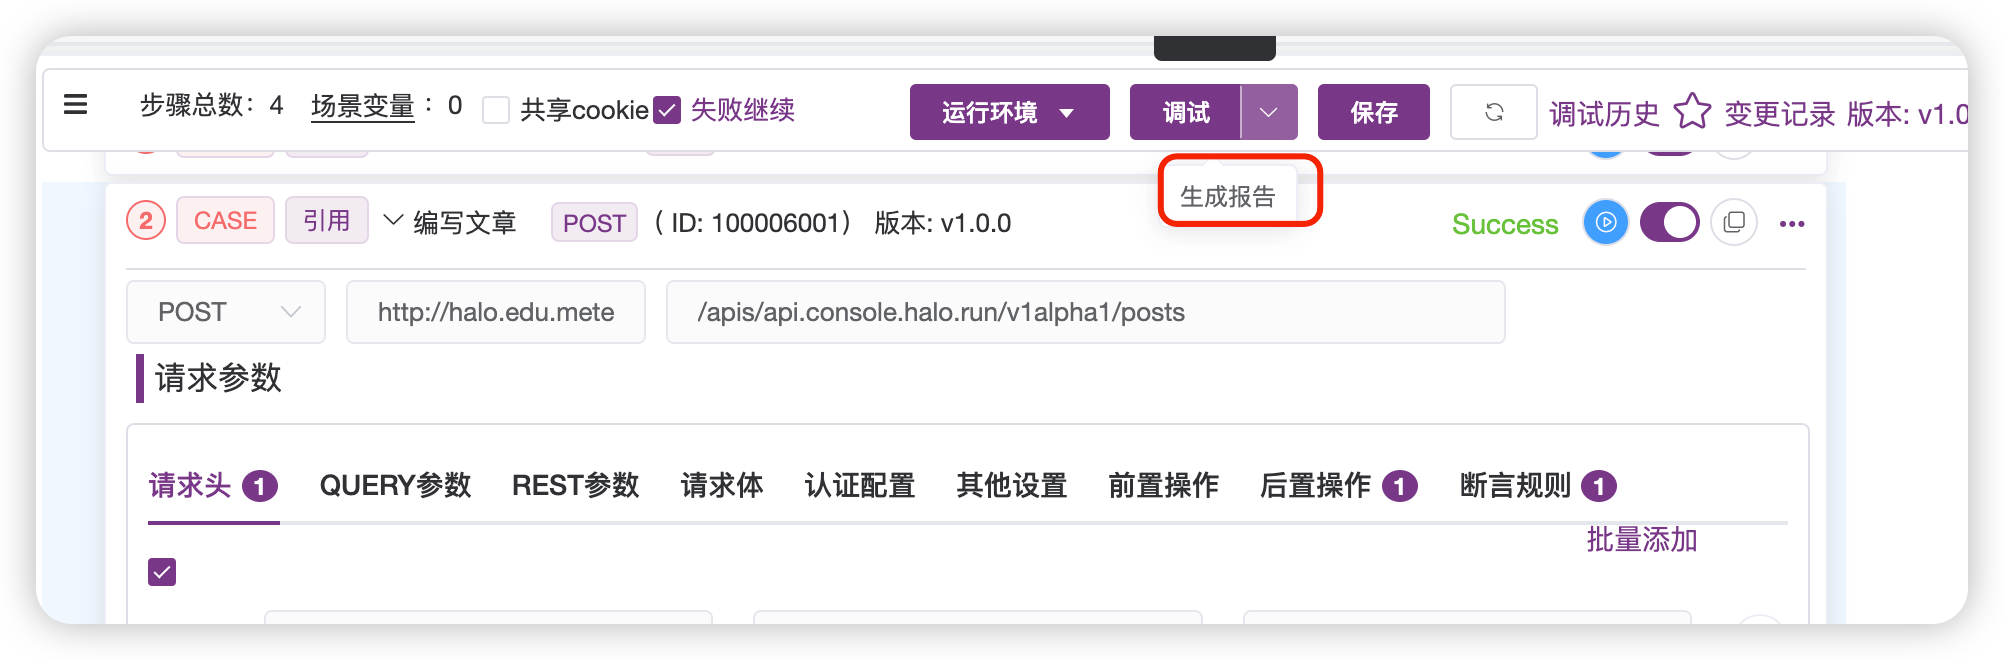 步骤总数: 4 场景变量 : 0 共享cookie 失败继续 运行环境 调试 保存 调试历史 变更记录 版本: v1.0
生成报告
2 CASE 引用 编写文章 POST ( ID: 100006001) 版本: v1.0.0 Success
POST http://halo.edu.mete /apis/api.console.halo.run/v1alpha1/posts
请求参数
请求头 1 QUERY参数 REST参数 请求体 认证配置 其他设置 前置操作 后置操作 1 断言规则 1
批量添加